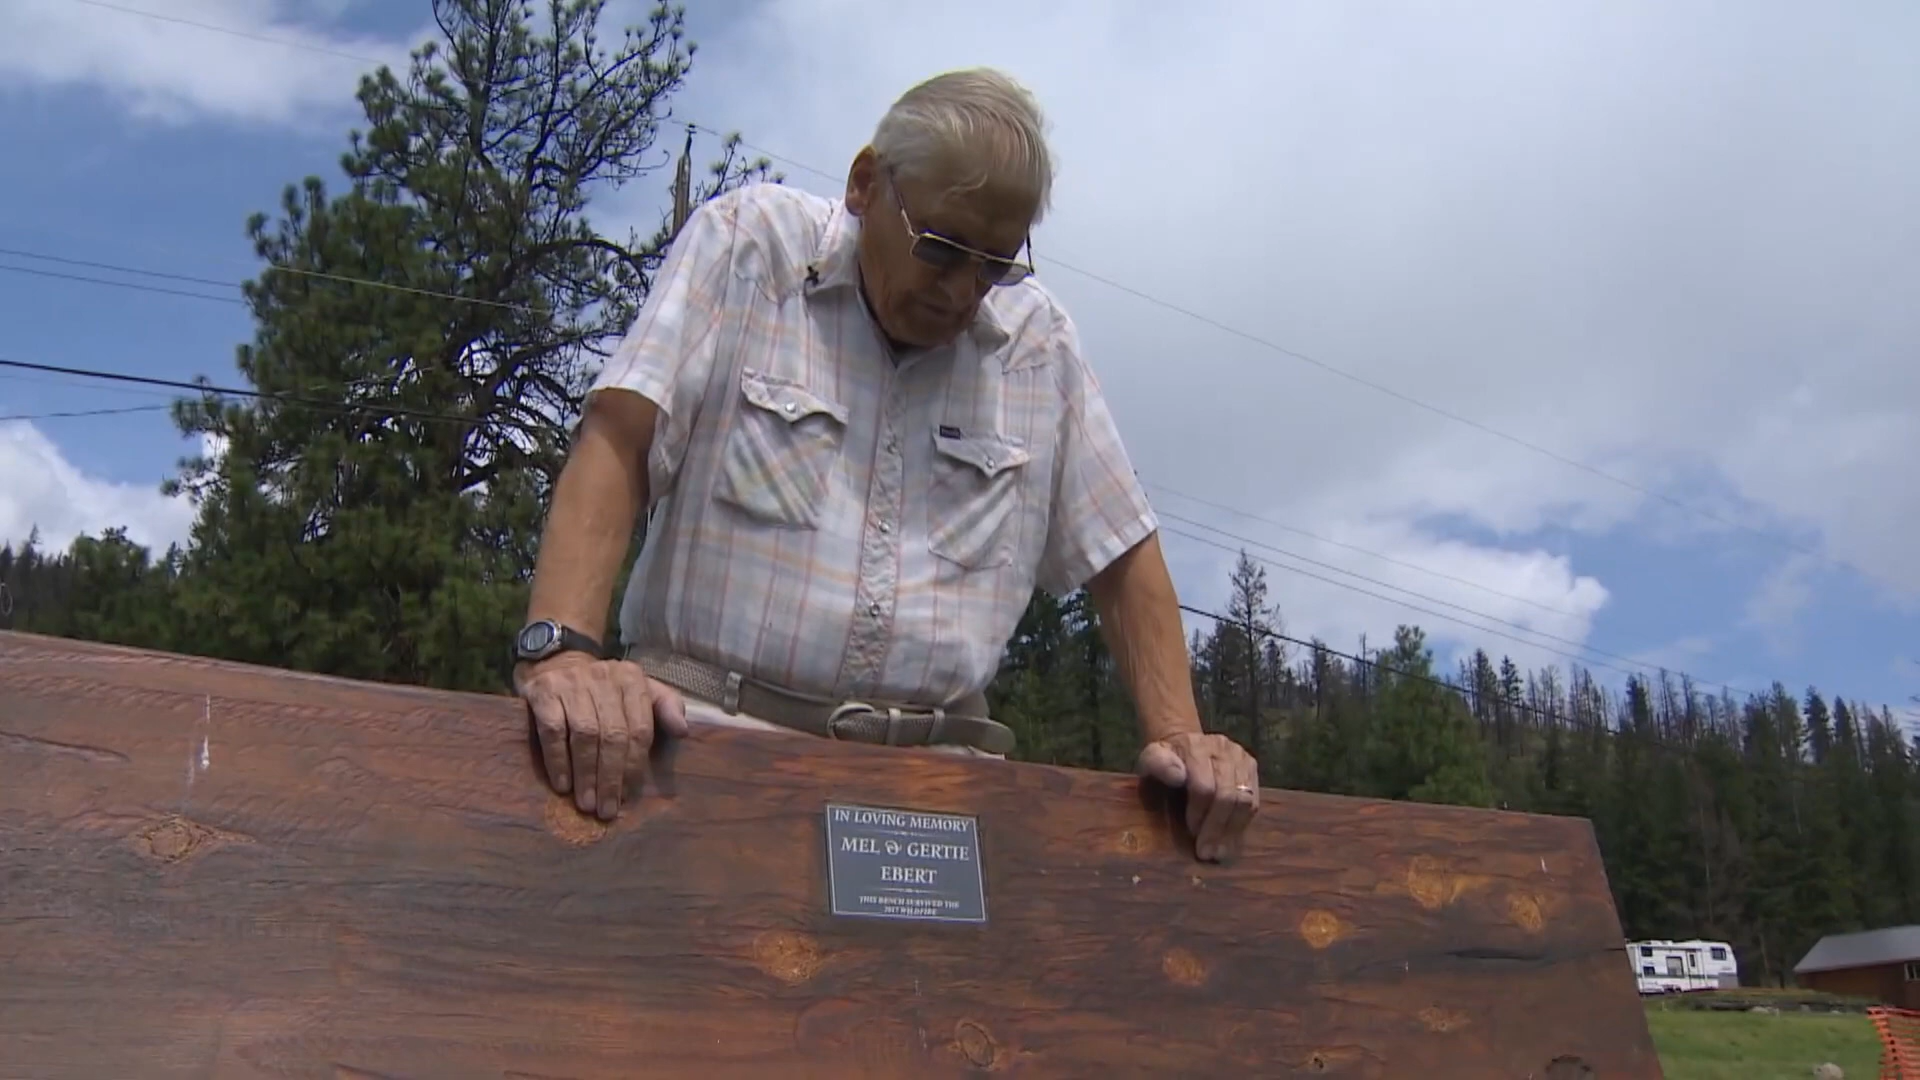 IN LOVING MEMORY
MEL & GERTIE
EBERT
THIS BENCH SURVIVED THE
2017 WILDFIRE